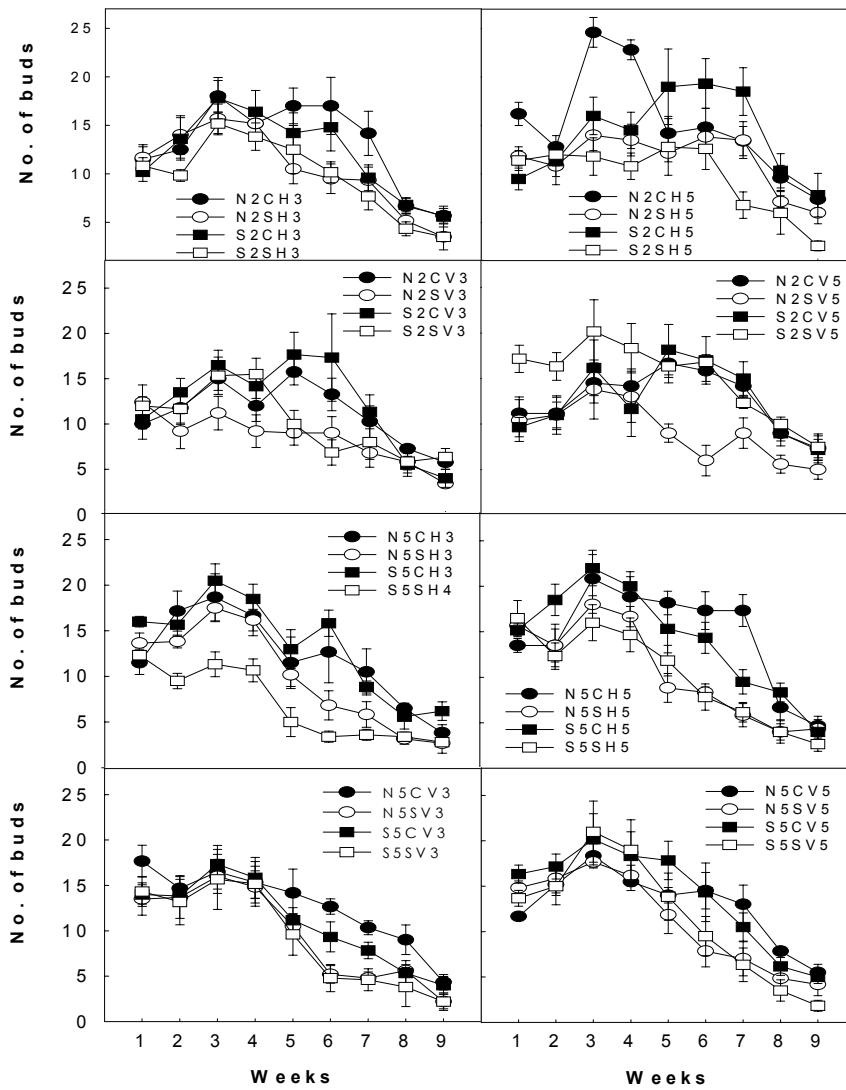 No. of buds
25
20
15
10
5
N2CH3
N2SH3
S2CH3
S2SH3
N2CH5
N2SH5
S2CH5
S2SH5
No. of buds
25
20
15
10
5
0
N2CV3
N2SV3
S2CV3
S2SV3
N2CV5
N2SV5
S2CV5
S2SV5
No. of buds
25
20
15
10
5
0
N5CH3
N5SH3
S5CH3
S5SH4
N5CH5
N5SH5
S5CH5
S5SH5
No. of buds
25
20
15
10
5
0
N5CV3
N5SV3
S5CV3
S5SV3
N5CV5
N5SV5
S5CV5
S5SV5
1 2 3 4 5 6 7 8 9
1 2 3 4 5 6 7 8 9
Weeks
Weeks